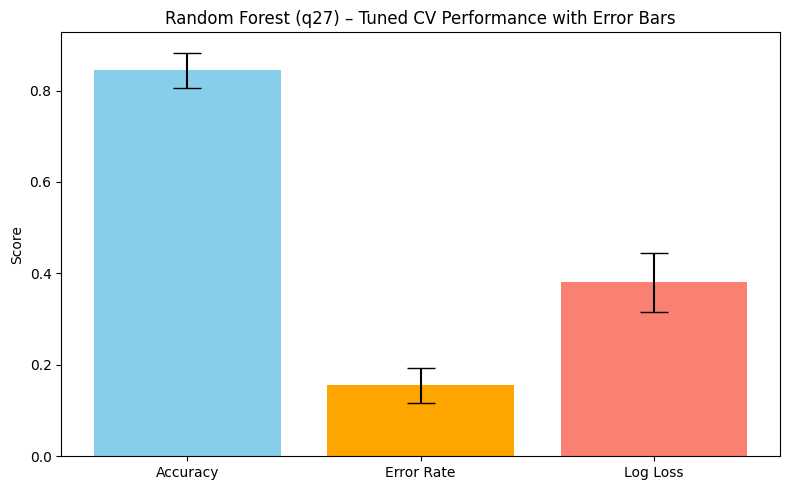 Random Forest (q27) – Tuned CV Performance with Error Bars
Score
0.8
0.6
0.4
0.2
0.0
Accuracy
Error Rate
Log Loss